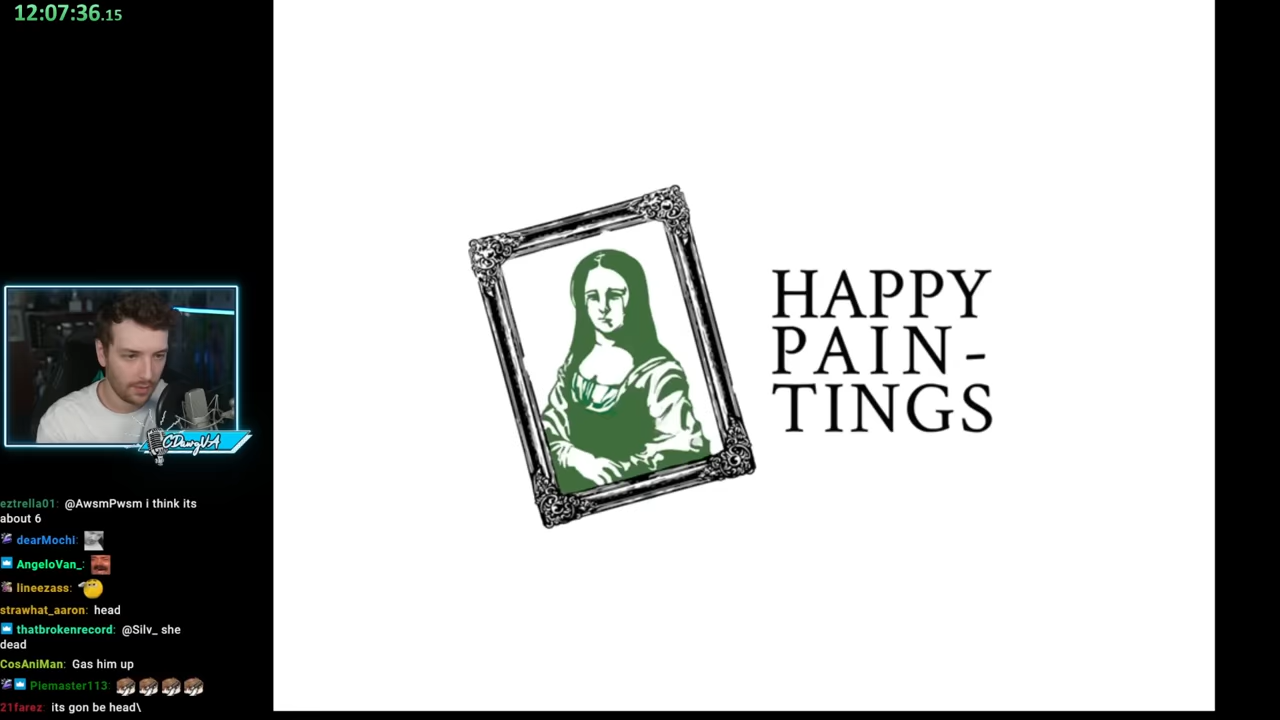 12:07:36.15
HAPPY
PAIN-
TINGS
CDawgVA
eztrella01: @AwsmPwsm i think its
about 6
dearMochi:
AngeloVan_:
lineezass:
strawhat_aaron: head
thatbrokenrecord: @Silv_ she
dead
CosAniMan: Gas him up
Piemaster113:
21farez: its gon be head\